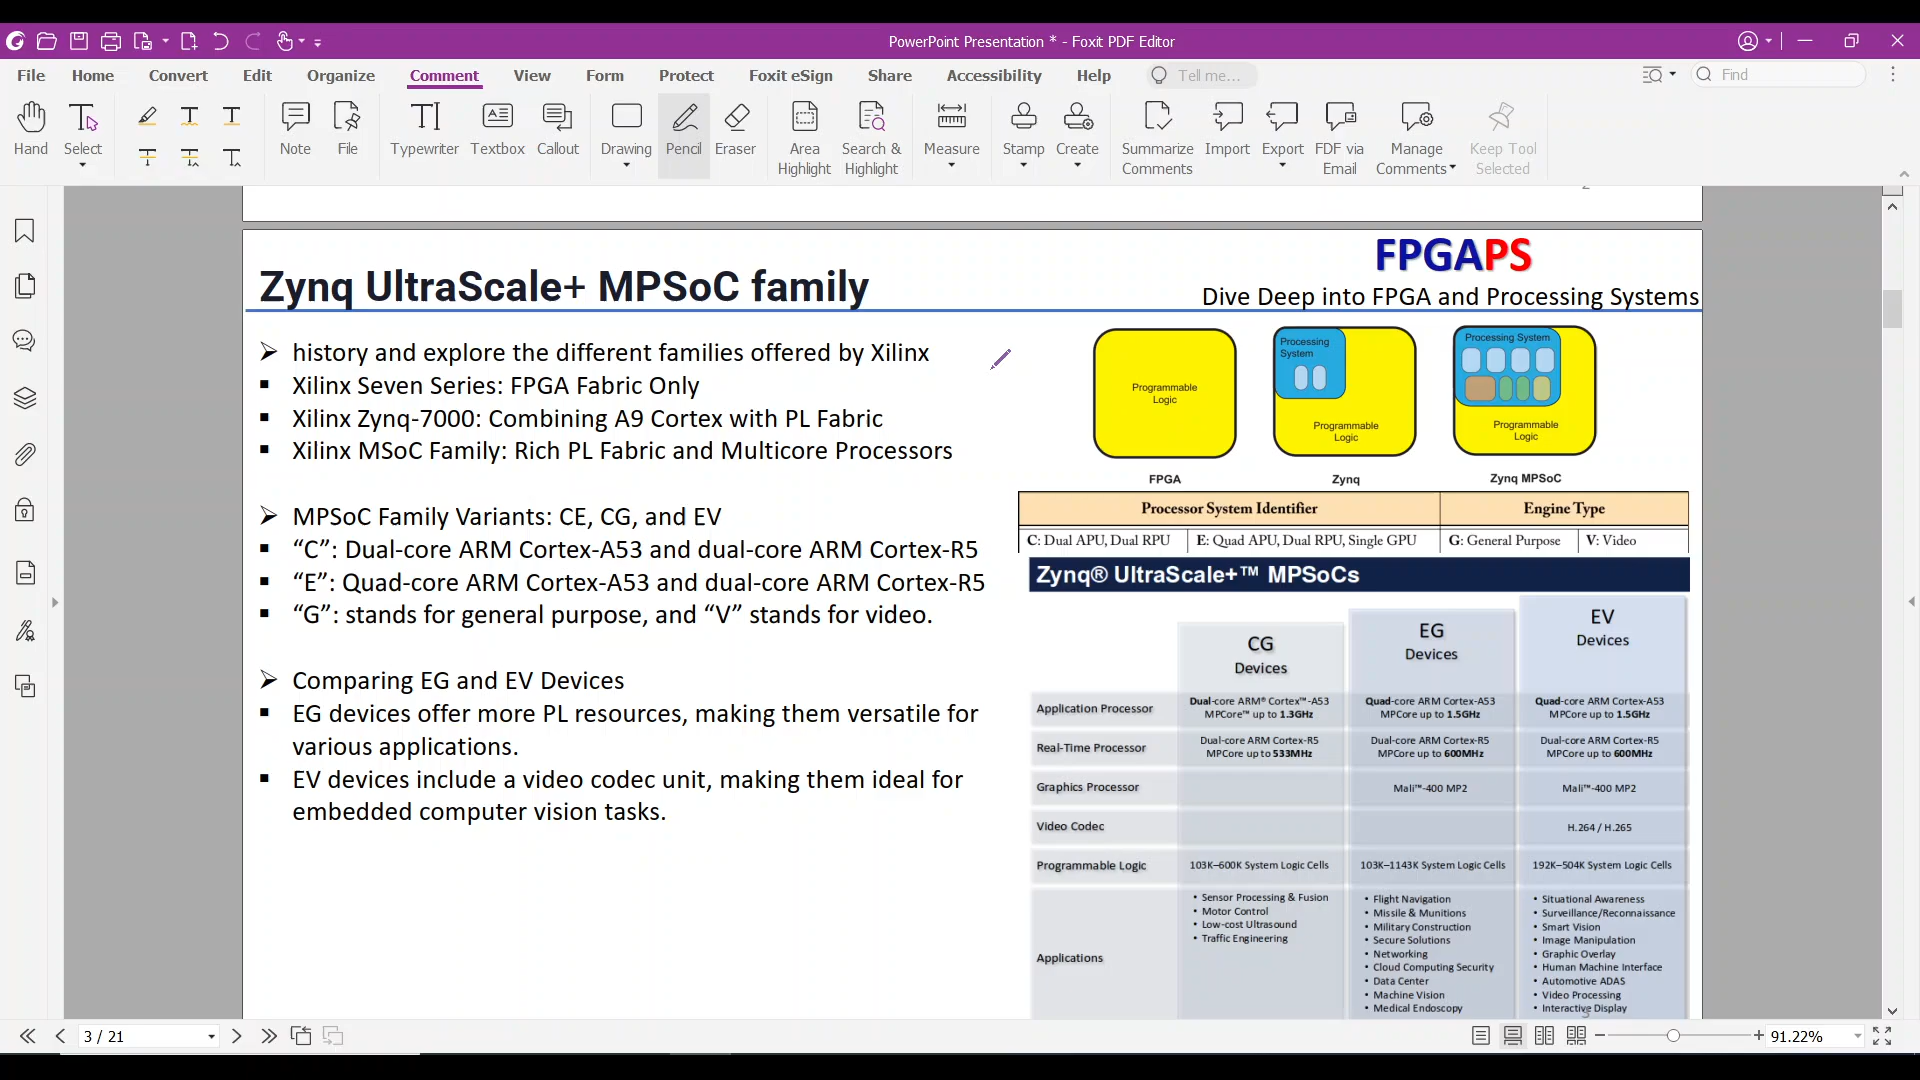 PowerPoint Presentation * - Foxit PDF Editor
File Home Convert Edit Organize Comment View Form Protect Foxit eSign Share Accessibility Help Tell me... Find
Hand Select Note File Typewriter Textbox Callout Drawing Pencil Eraser Area Highlight Search & Highlight Measure Stamp Create Summarize Comments Import Export FDF via Email Manage Comments Keep Tool Selected
FPGAPS
Zynq UltraScale+ MPSoC family
Dive Deep into FPGA and Processing Systems
➢ history and explore the different families offered by Xilinx
▪ Xilinx Seven Series: FPGA Fabric Only
▪ Xilinx Zynq-7000: Combining A9 Cortex with PL Fabric
▪ Xilinx MSoC Family: Rich PL Fabric and Multicore Processors
➢ MPSoC Family Variants: CE, CG, and EV
▪ “C”: Dual-core ARM Cortex-A53 and dual-core ARM Cortex-R5
▪ “E”: Quad-core ARM Cortex-A53 and dual-core ARM Cortex-R5
▪ “G”: stands for general purpose, and “V” stands for video.
➢ Comparing EG and EV Devices
▪ EG devices offer more PL resources, making them versatile for
various applications.
▪ EV devices include a video codec unit, making them ideal for
embedded computer vision tasks.
Programmable
Logic
FPGA
Processing
System
Programmable
Logic
Zynq
Processing System
Programmable
Logic
Zynq MPSoC
Processor System Identifier Engine Type
C: Dual APU, Dual RPU E: Quad APU, Dual RPU, Single GPU G: General Purpose V: Video
Zynq® UltraScale+™ MPSoCs
CG
Devices
EG
Devices
EV
Devices
Application Processor
Dual-core ARM® Cortex™-A53
MPCore™ up to 1.3GHz
Quad-core ARM Cortex-A53
MPCore up to 1.5GHz
Quad-core ARM Cortex-A53
MPCore up to 1.5GHz
Real-Time Processor
Dual-core ARM Cortex-R5
MPCore up to 533MHz
Dual-core ARM Cortex-R5
MPCore up to 600MHz
Dual-core ARM Cortex-R5
MPCore up to 600MHz
Graphics Processor Mali™-400 MP2 Mali™-400 MP2
Video Codec H.264 / H.265
Programmable Logic 103K–600K System Logic Cells 103K–1143K System Logic Cells 192K–504K System Logic Cells
Applications
• Sensor Processing & Fusion
• Motor Control
• Low-cost Ultrasound
• Traffic Engineering
• Flight Navigation
• Missile & Munitions
• Military Construction
• Secure Solutions
• Networking
• Cloud Computing Security
• Data Center
• Machine Vision
• Medical Endoscopy
• Situational Awareness
• Surveillance/Reconnaissance
• Smart Vision
• Image Manipulation
• Graphic Overlay
• Human Machine Interface
• Automotive ADAS
• Video Processing
• Interactive Display
3 / 21
91.22%